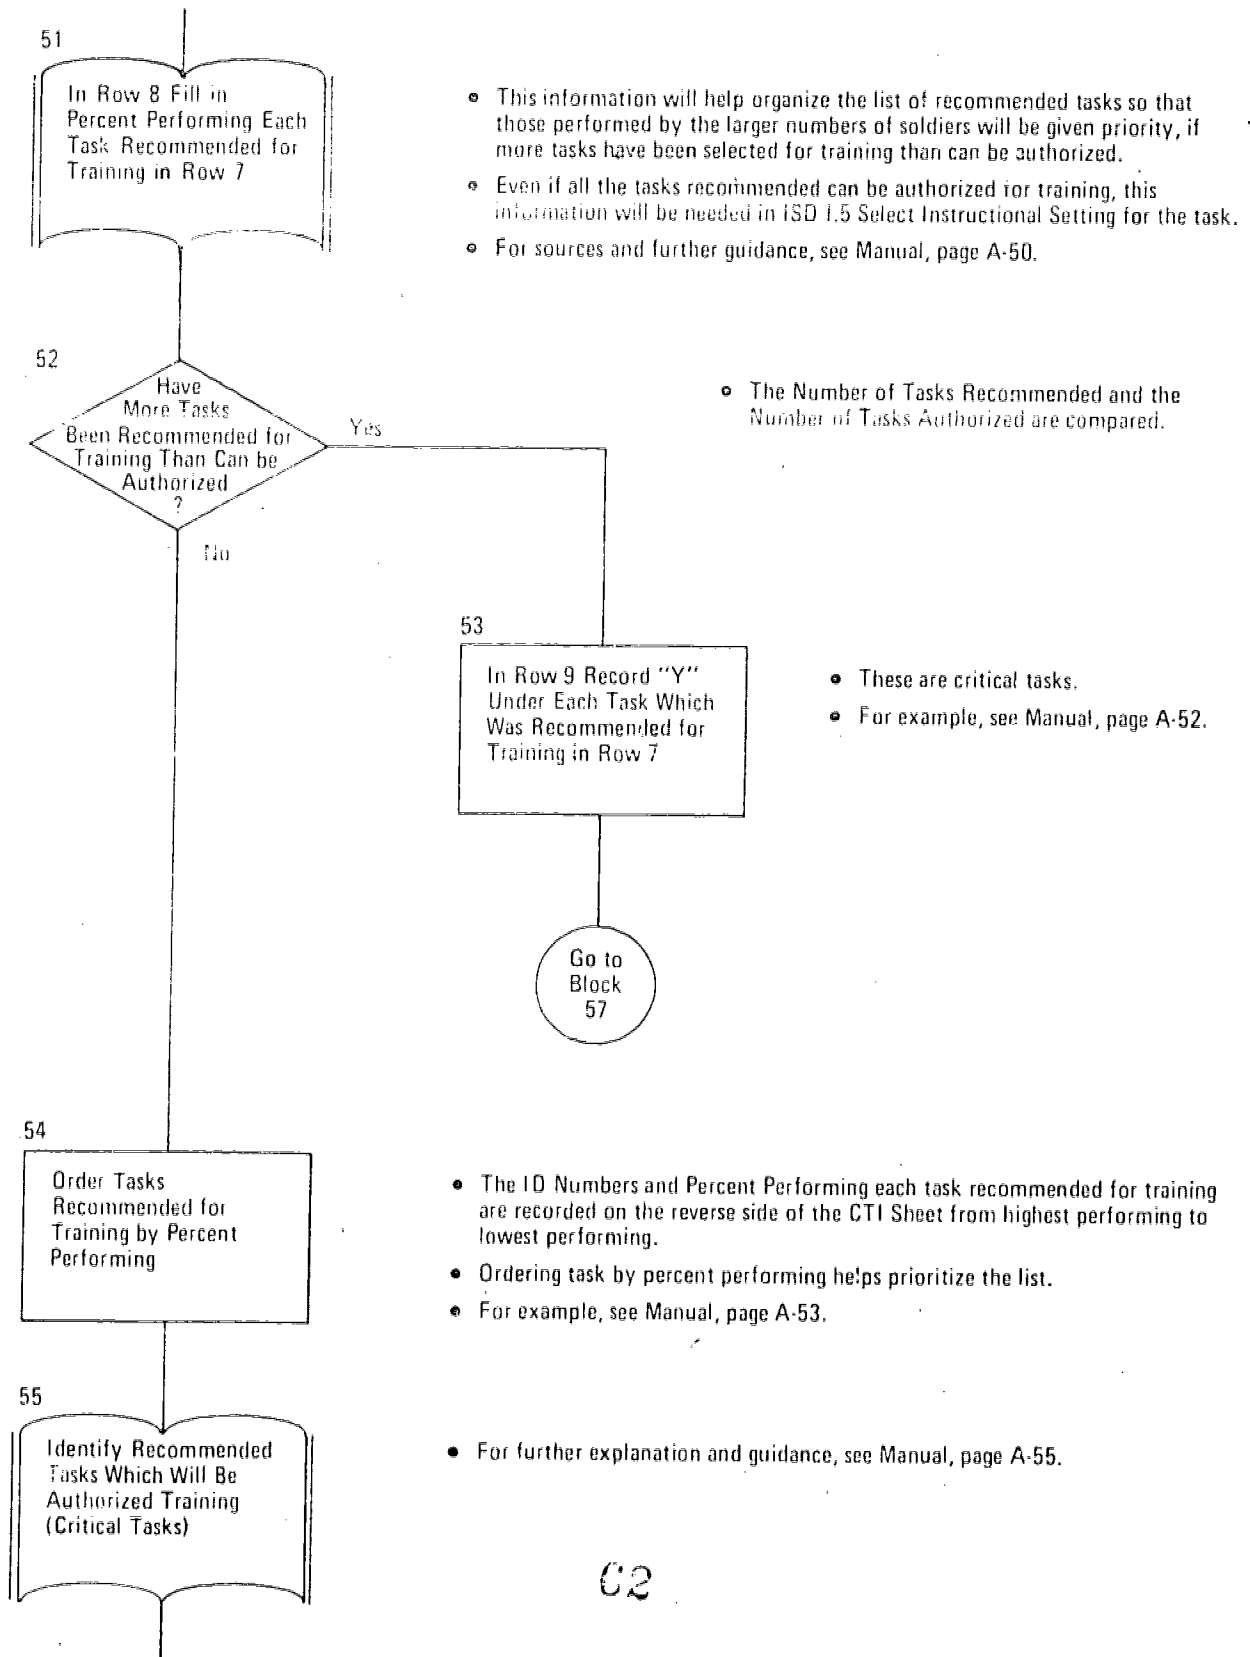 51
In Row 8 Fill in
Percent Performing Each
Task Recommended for
Training in Row 7
• This information will help organize the list of recommended tasks so that
those performed by the larger numbers of soldiers will be given priority, if
more tasks have been selected for training than can be authorized.
• Even if all the tasks recommended can be authorized for training, this
information will be needed in ISD I.5 Select Instructional Setting for the task.
• For sources and further guidance, see Manual, page A-50.
52
Have
More Tasks
Been Recommended for
Training Than Can be
Authorized
?
Yes
No
• The Number of Tasks Recommended and the
Number of Tasks Authorized are compared.
53
In Row 9 Record "Y"
Under Each Task Which
Was Recommended for
Training in Row 7
• These are critical tasks.
• For example, see Manual, page A-52.
Go to
Block
57
54
Order Tasks
Recommended for
Training by Percent
Performing
• The ID Numbers and Percent Performing each task recommended for training
are recorded on the reverse side of the CTI Sheet from highest performing to
lowest performing.
• Ordering task by percent performing helps prioritize the list.
• For example, see Manual, page A-53.
55
Identify Recommended
Tasks Which Will Be
Authorized Training
(Critical Tasks)
• For further explanation and guidance, see Manual, page A-55.
62